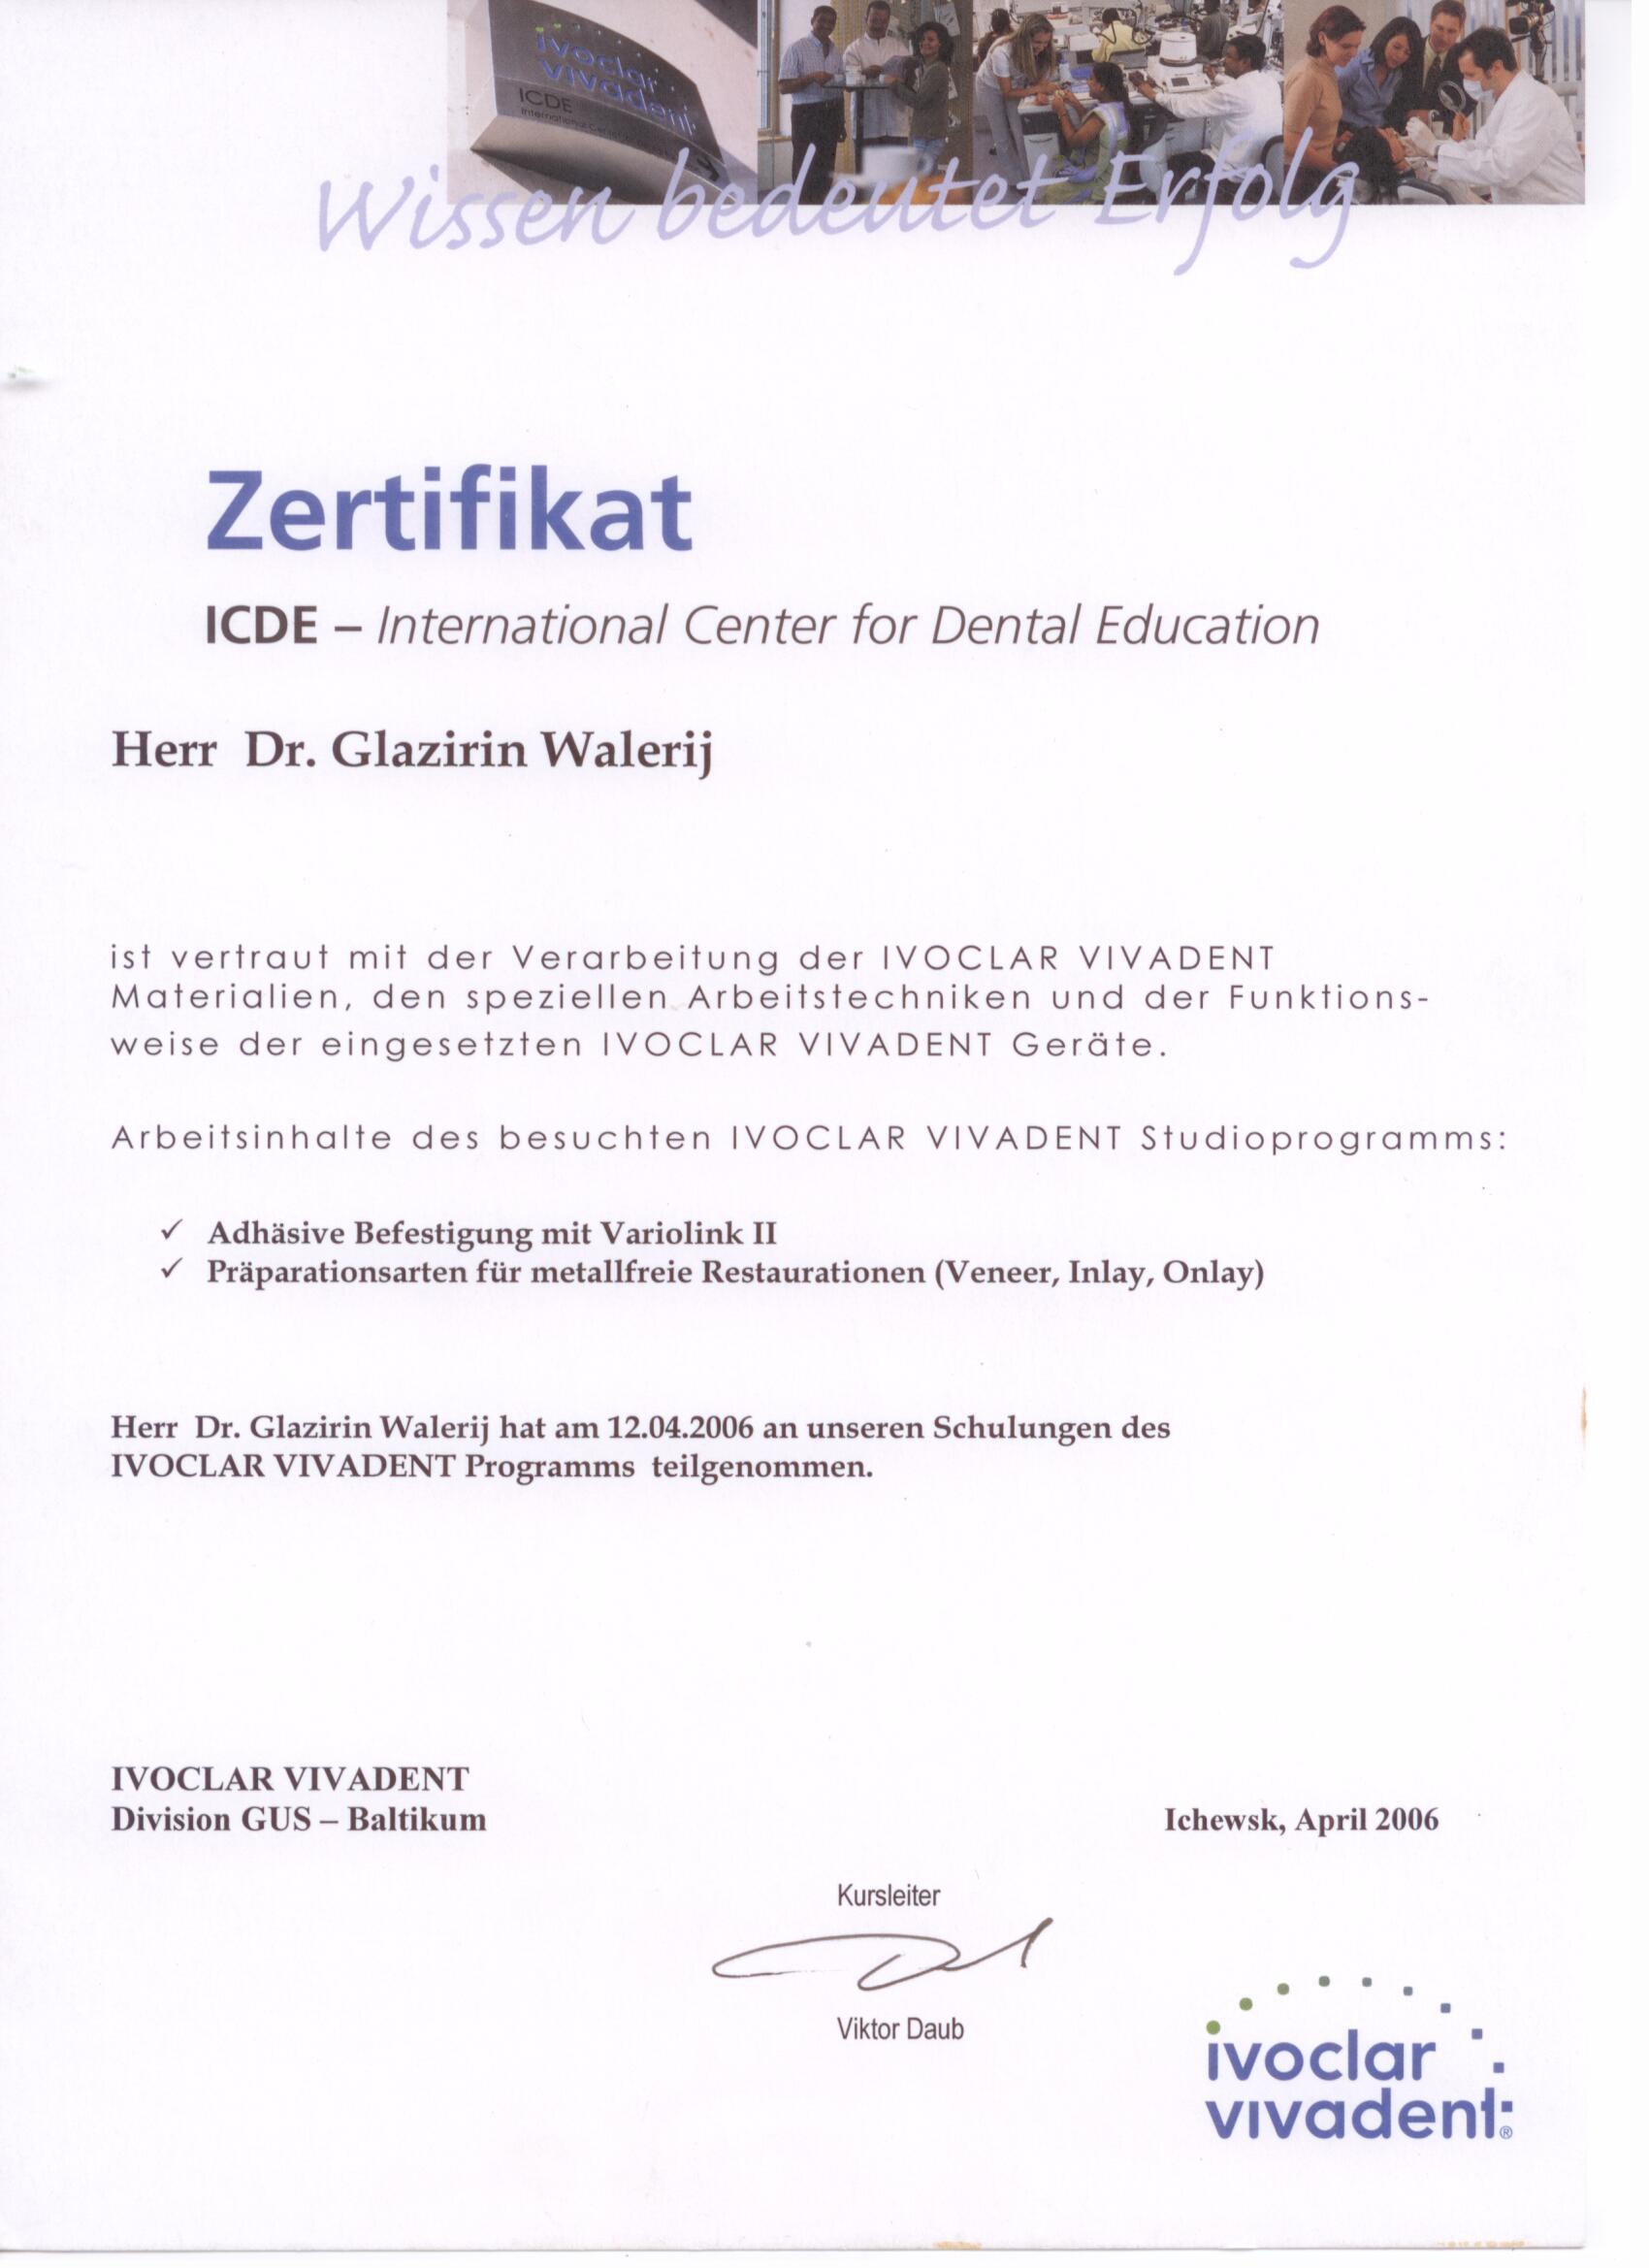 ivoclar
vivadent
ICDE
Wissen bedeutet Erfolg
Zertifikat
ICDE – International Center for Dental Education
Herr Dr. Glazirin Walerij
ist vertraut mit der Verarbeitung der IVOCLAR VIVADENT
Materialien, den speziellen Arbeitstechniken und der Funktions-
weise der eingesetzten IVOCLAR VIVADENT Geräte.
Arbeitsinhalte des besuchten IVOCLAR VIVADENT Studioprogramms:
✓ Adhäsive Befestigung mit Variolink II
✓ Präparationsarten für metallfreie Restaurationen (Veneer, Inlay, Onlay)
Herr Dr. Glazirin Walerij hat am 12.04.2006 an unseren Schulungen des
IVOCLAR VIVADENT Programms teilgenommen.
IVOCLAR VIVADENT
Division GUS – Baltikum
Ichewsk, April 2006
Kursleiter
Viktor Daub
ivoclar
vivadent®